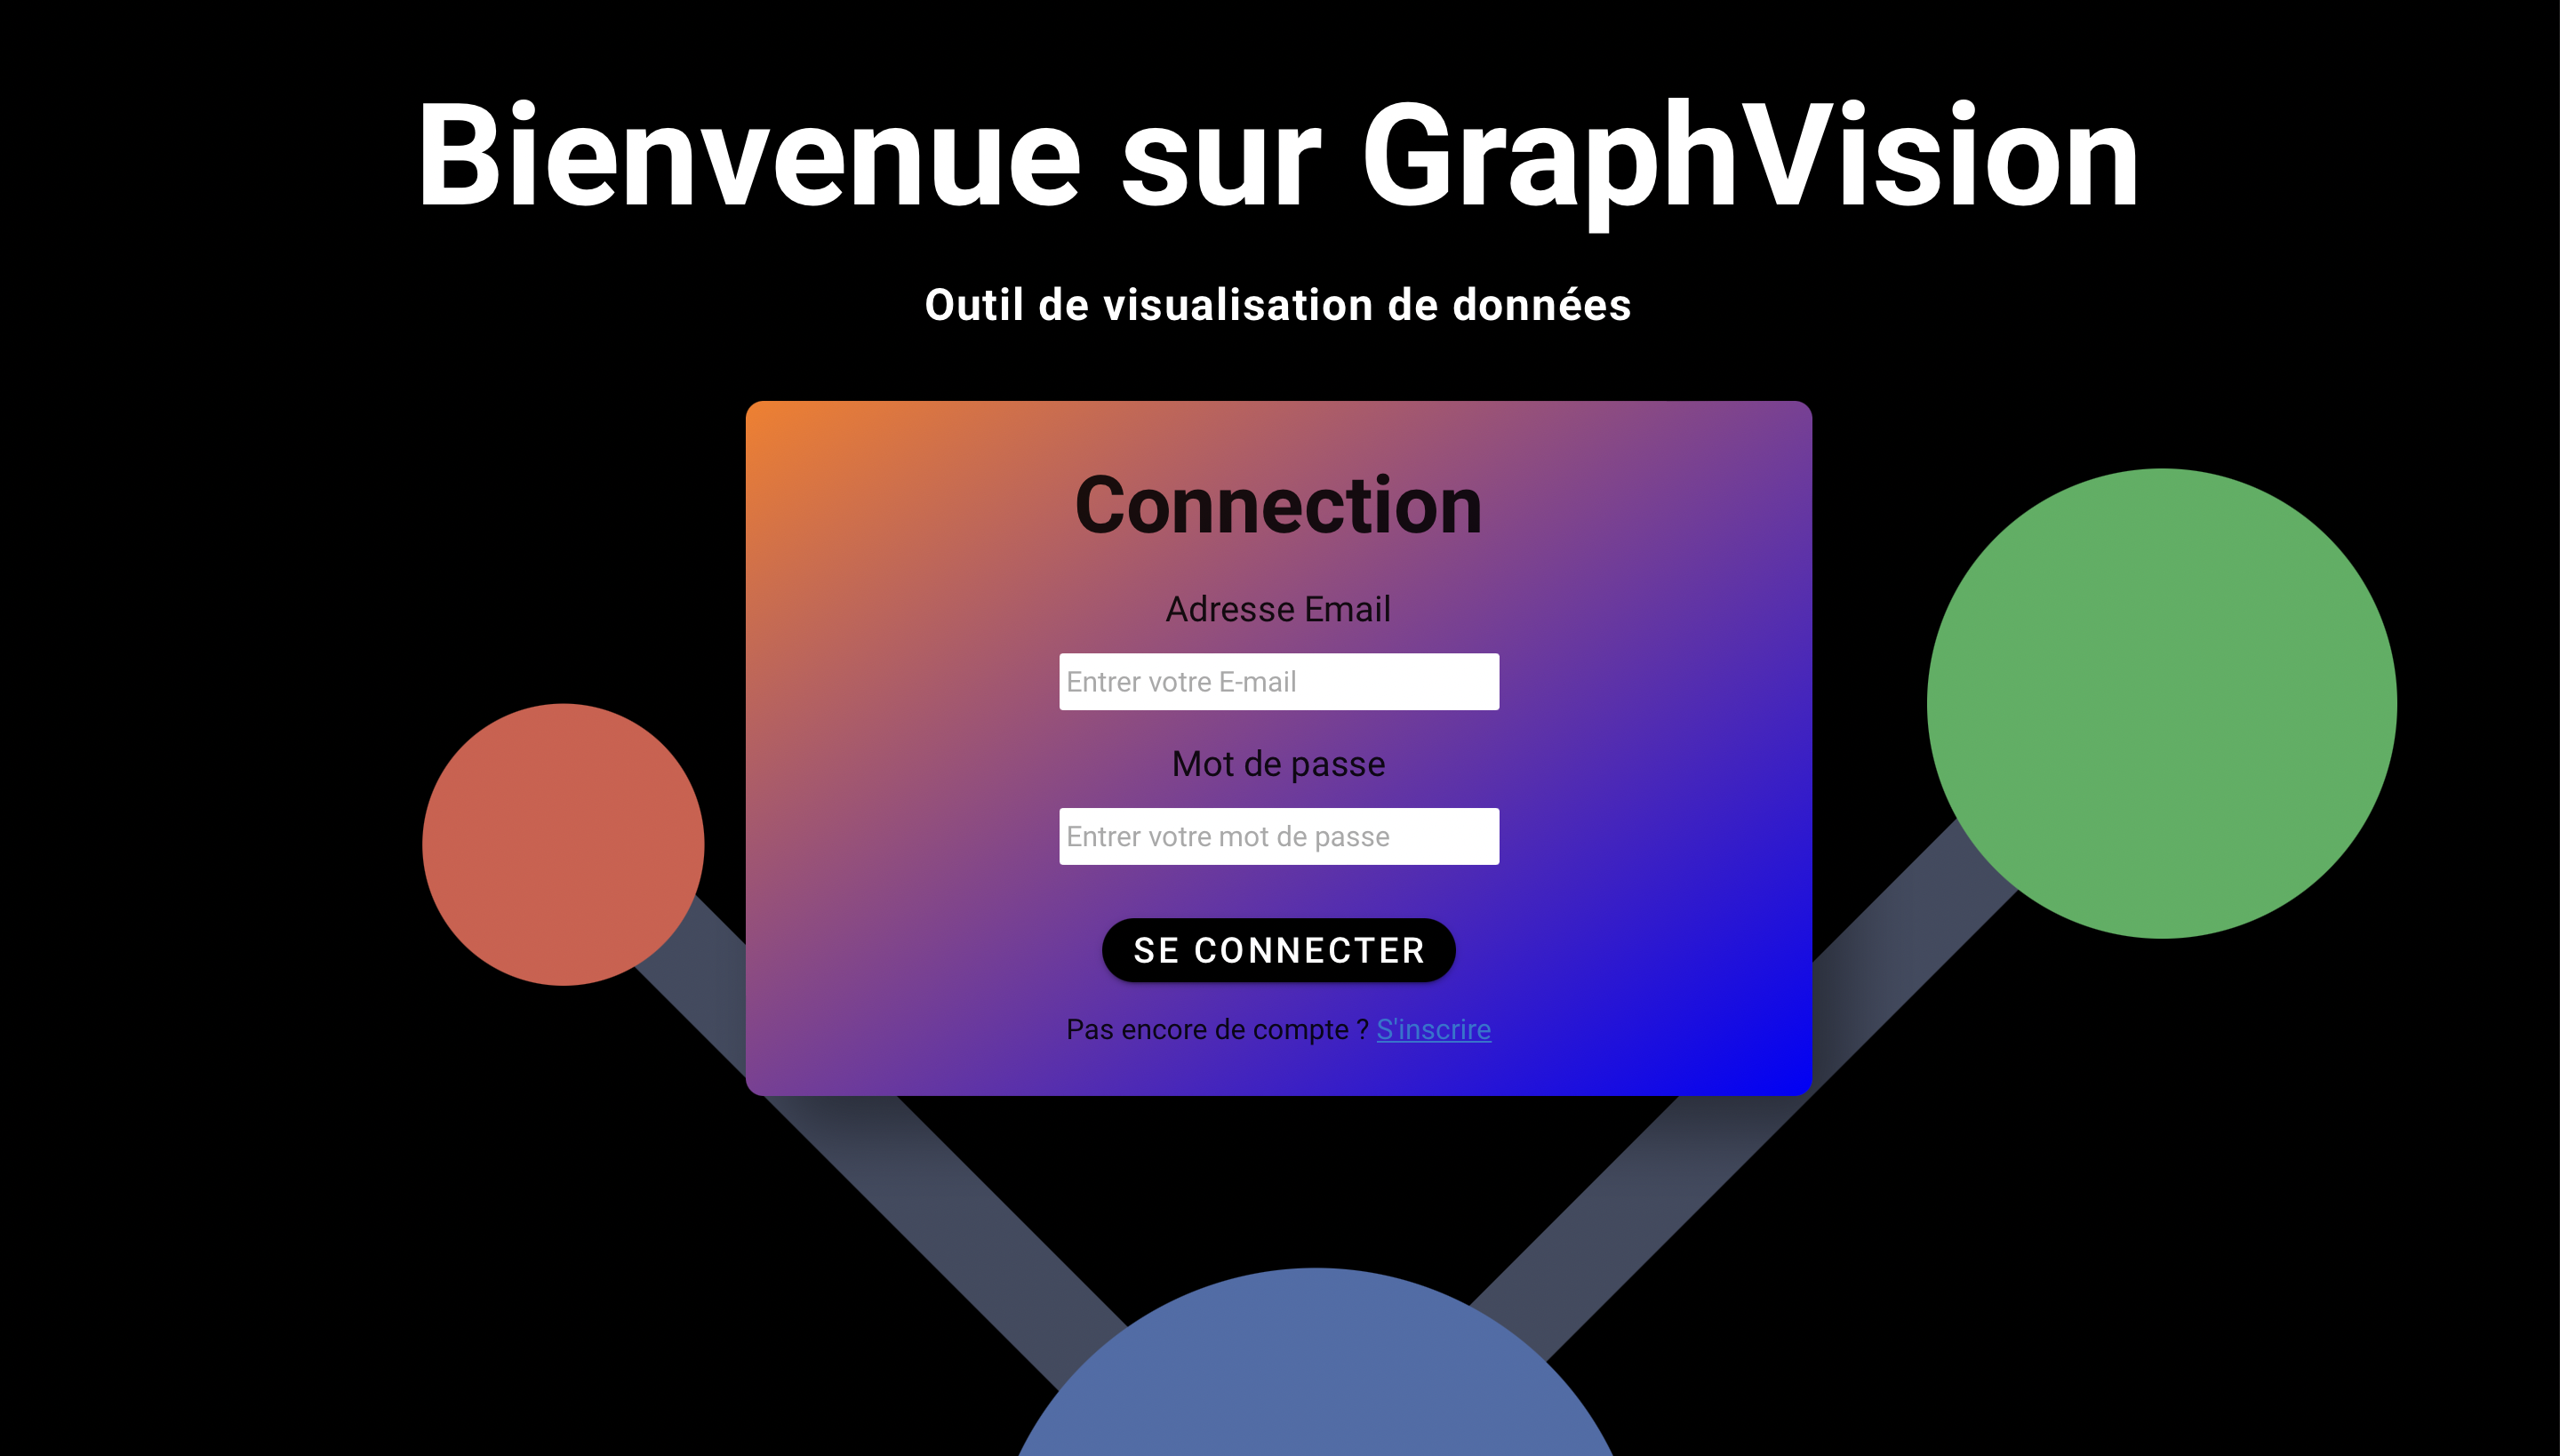 Bienvenue sur GraphVision
Outil de visualisation de données
Connection
Adresse Email
Entrer votre E-mail
Mot de passe
Entrer votre mot de passe
SE CONNECTER
Pas encore de compte ? S'inscrire